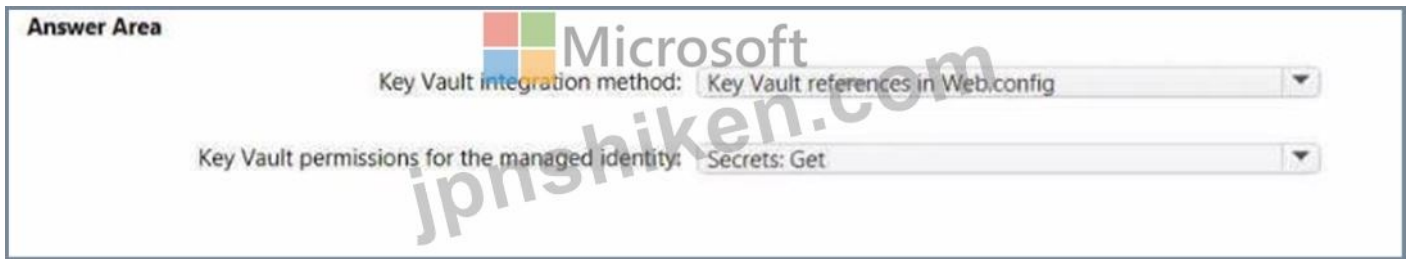 Answer Area
Microsoft
Key Vault integration method: Key Vault references in Web.config
Key Vault permissions for the managed identity: Secrets: Get
jpnshiken.com